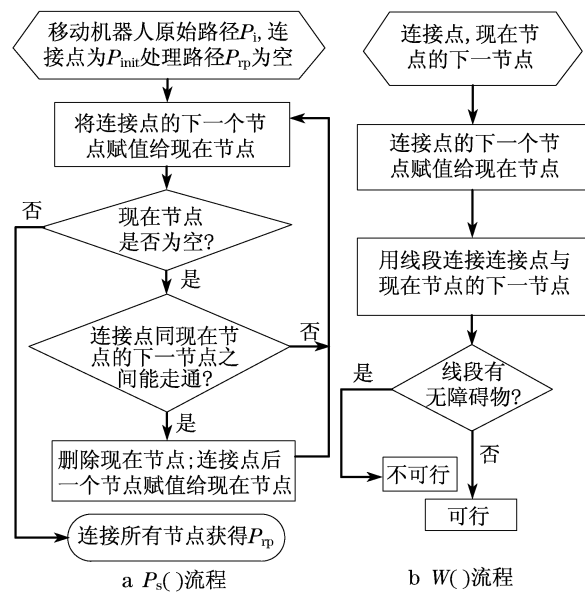 移动机器人原始路径Pi,连
接点为Pinit处理路径Prp为空
将连接点的下一个节
点赋值给现在节点
否
现在节点
是否为空?
是
连接点同现在节
点的下一节点之
间能走通?
否
是
删除现在节点;连接点后
一个节点赋值给现在节点
连接所有节点获得Prp
a Ps()流程
连接点,现在节
点的下一节点
连接点的下一个节
点赋值给现在节点
用线段连接连接点与
现在节点的下一节点
是
线段有
无障碍物?
否
不可行
可行
b W()流程